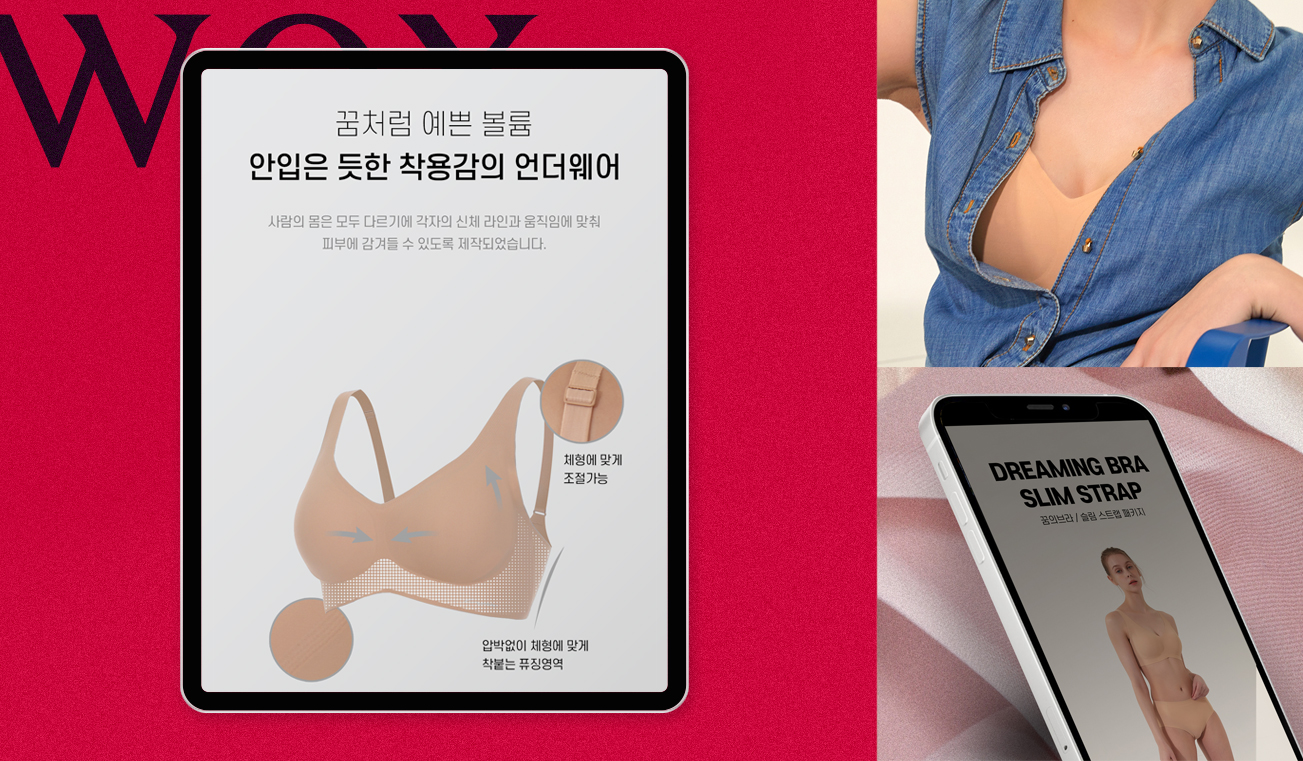 꿈처럼 예쁜 볼륨
안입은 듯한 착용감의 언더웨어
사람의 몸은 모두 다르기에 각자의 신체 라인과 움직임에 맞춰
피부에 감겨들 수 있도록 제작되었습니다.
체형에 맞게
조절가능
압박없이 체형에 맞게
착붙는 퓨징영역
DREAMING BRA
SLIM STRAP
꿈의브라 / 슬림 스트랩 패키지